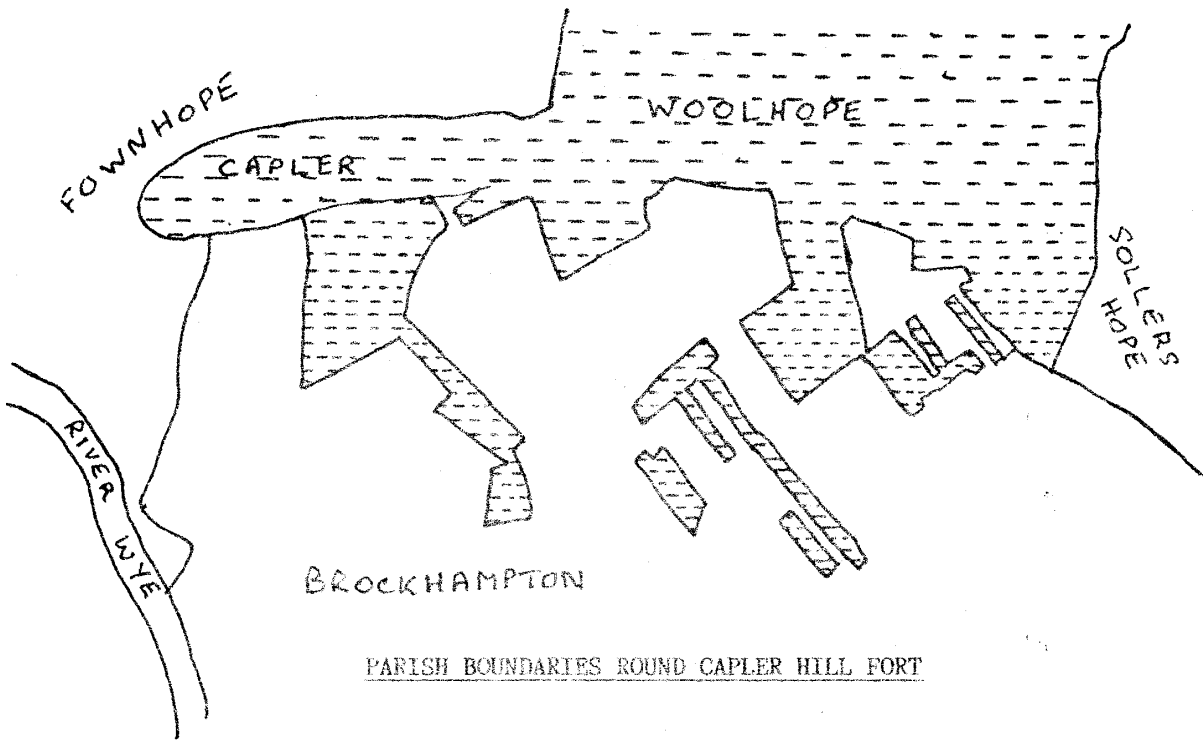 FOWNHOPE
WOOLHOPE
CAPLER
SOLLERS
HOPE
RIVER WYE
BROCKHAMPTON
PARISH BOUNDARIES ROUND CAPLER HILL FORT